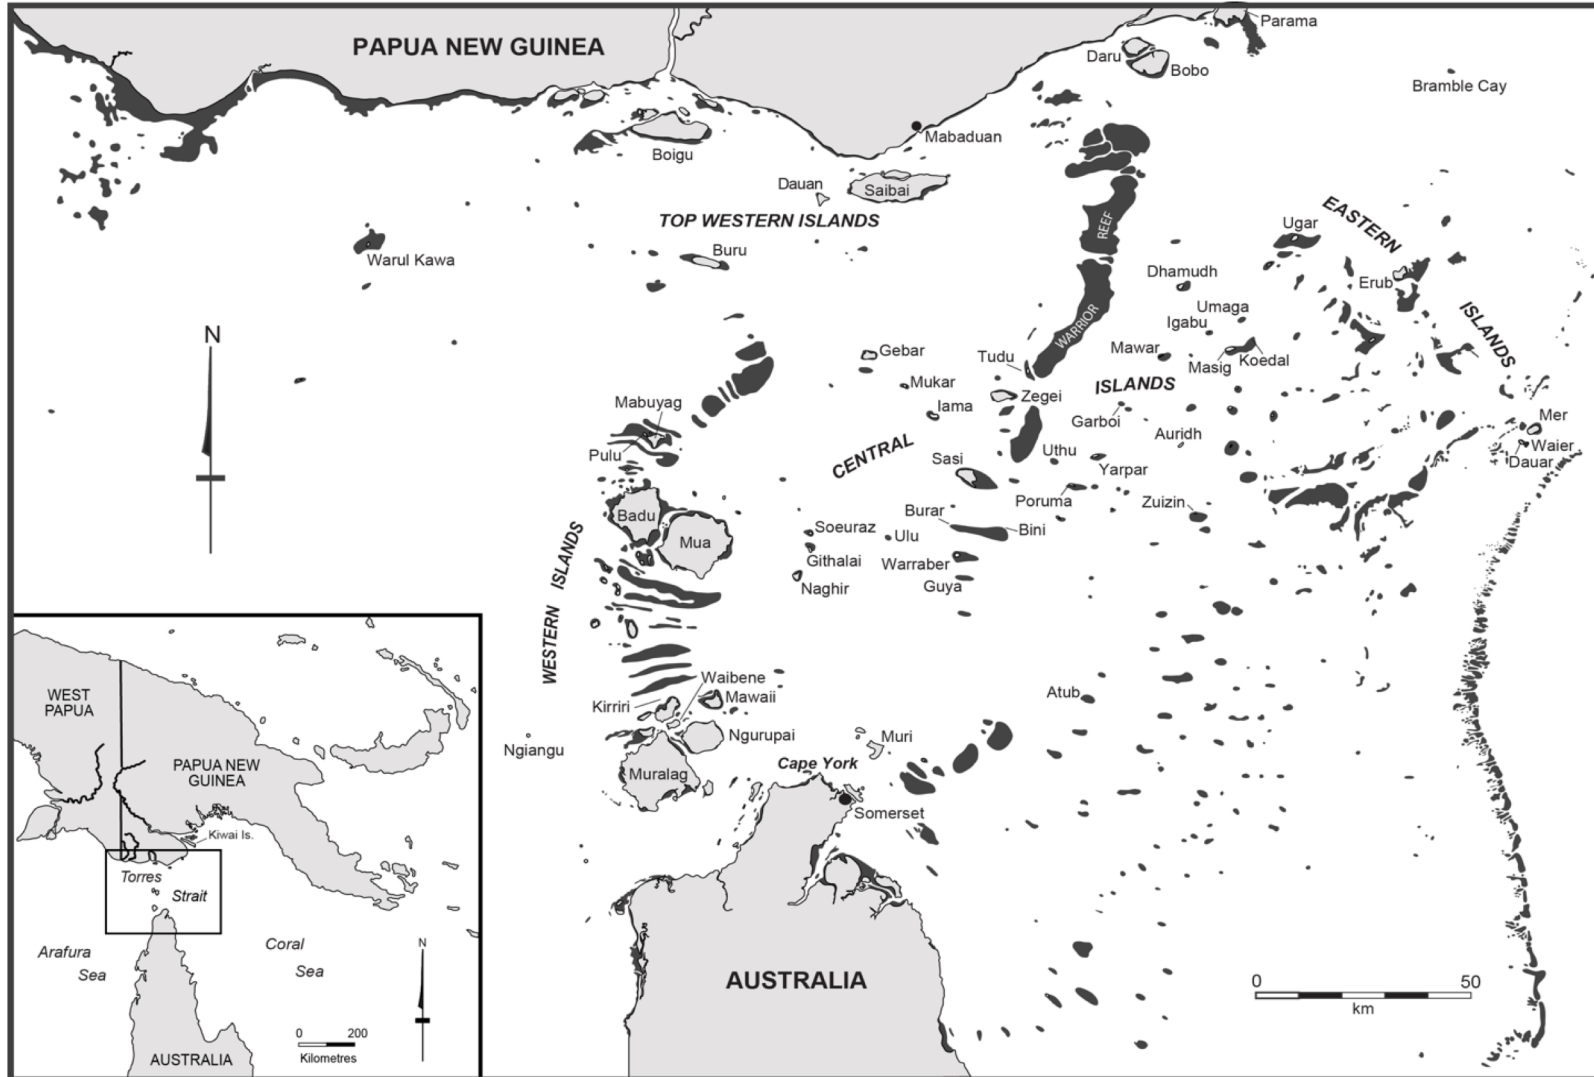 PAPUA NEW GUINEA
Parama
Daru
Bobo
Bramble Cay
Mabaduan
Boigu
Dauan
Saibai
TOP WESTERN ISLANDS
Buru
Warul Kawa
REEF
WARRIOR
EASTERN
ISLANDS
Ugar
Erub
Dhamudh
Umaga
Igabu
Mawar
Masig
Koedal
N
Gebar
Tudu
Mukar
Zegei
Iama
CENTRAL
ISLANDS
Garboi
Auridh
Mer
Waier
Dauar
Mabuyag
Pulu
Sasi
Uthu
Yarpar
Poruma
Zuizin
Badu
Mua
Burar
Bini
Soeuraz
Ulu
Githalai
Warraber
Naghir
Guya
WESTERN ISLANDS
Waibene
Kirriri
Mawaii
Atub
Ngiangu
Ngurupai
Muri
Muralag
Cape York
Somerset
AUSTRALIA
0 50
km
WEST
PAPUA
PAPUA NEW
GUINEA
Kiwai Is.
Torres
Strait
Arafura
Sea
Coral
Sea
N
0 200
Kilometres
AUSTRALIA